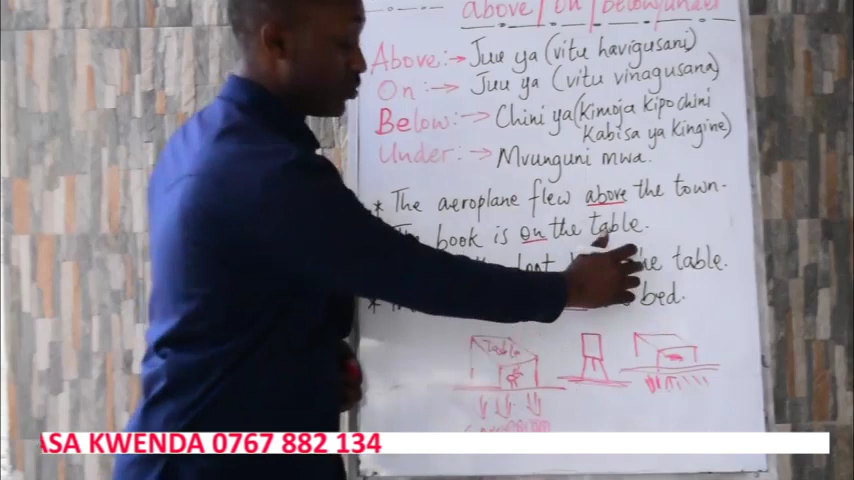 above/on/below/under
Above:→ Juu ya (vitu havigusani)
On:→ Juu ya (vitu vinagusana)
Below:→ Chini ya (Kimoja kipo chini
Kabisa ya kingine)
Under:→ Mvunguni mwa.
* The aeroplane flew above the town.
book is on the table.
the table.
* bed.
Table
ASA KWENDA 0767 882 134